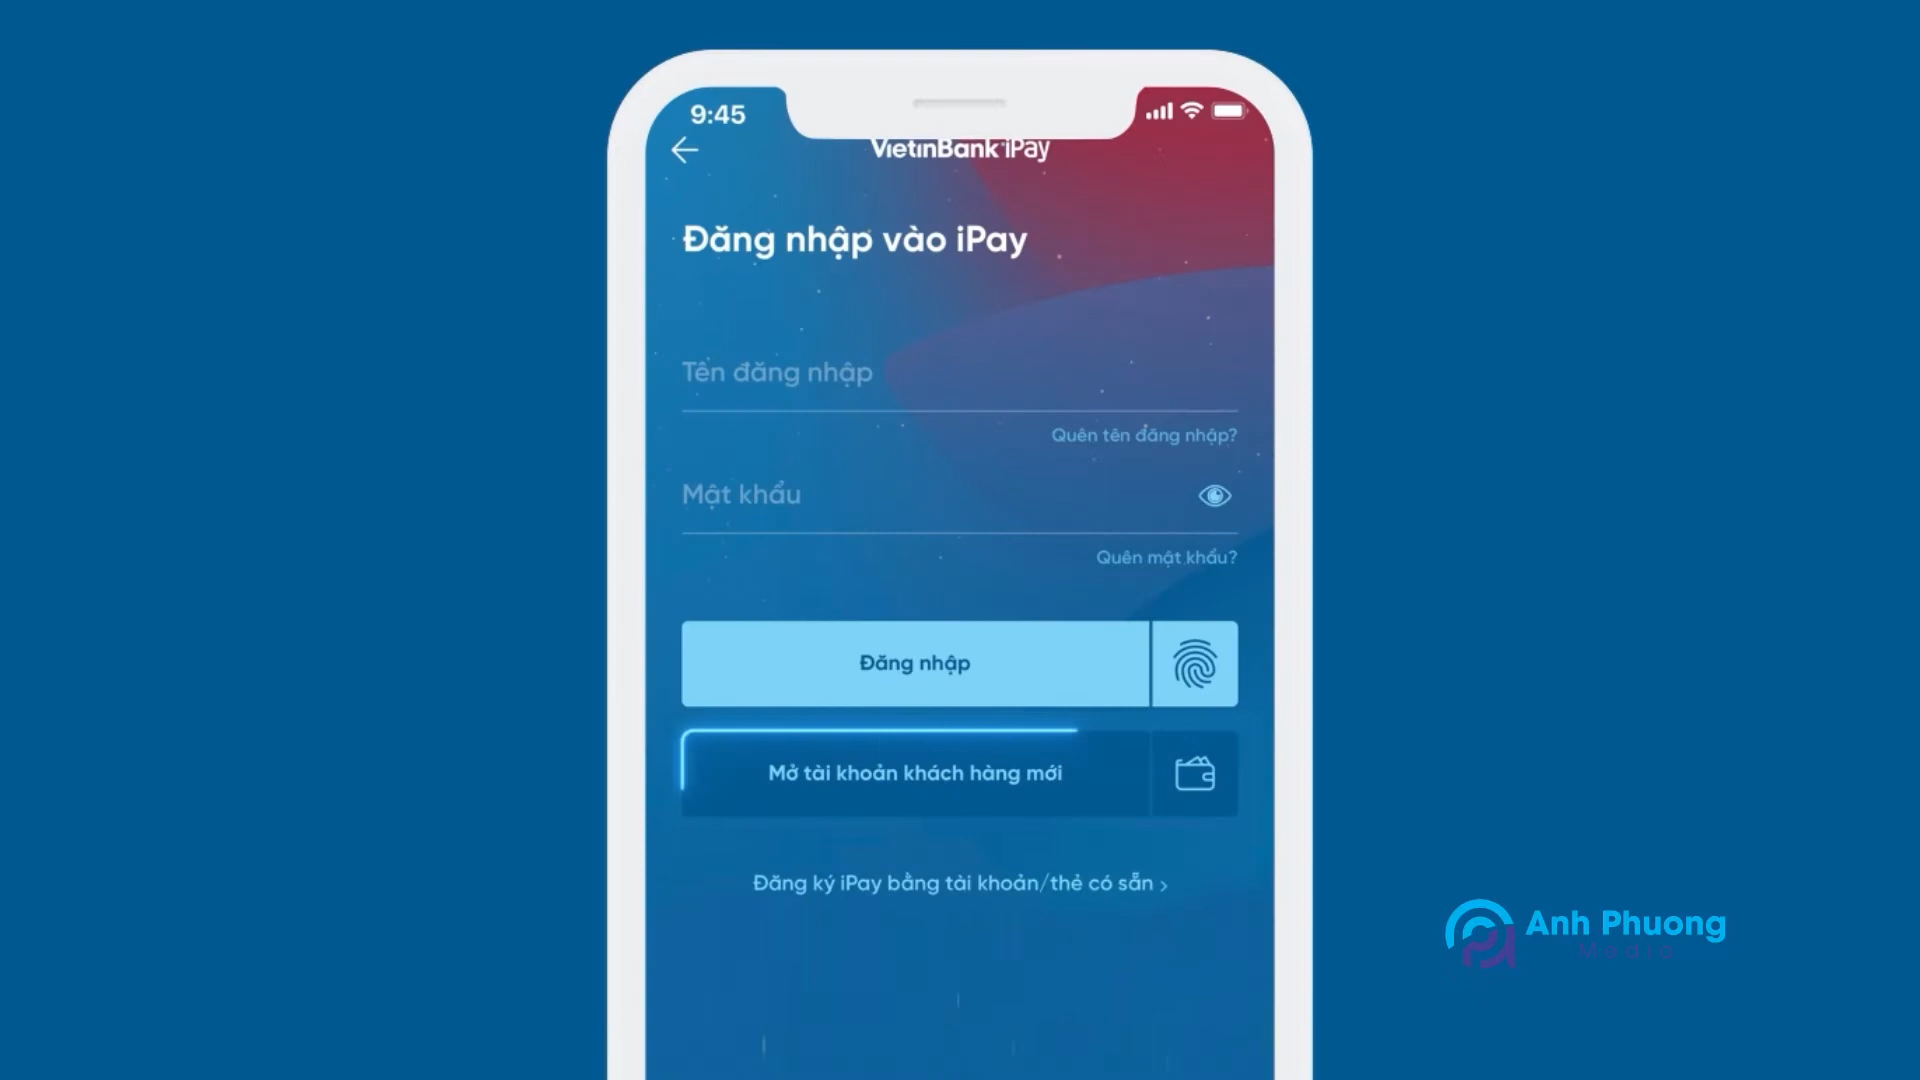 9:45
VietinBank iPay
Đăng nhập vào iPay
Tên đăng nhập
Quên tên đăng nhập?
Mật khẩu
Quên mật khẩu?
Đăng nhập
Mở tài khoản khách hàng mới
Đăng ký iPay bằng tài khoản/thẻ có sẵn ›
Anh Phuong
Media